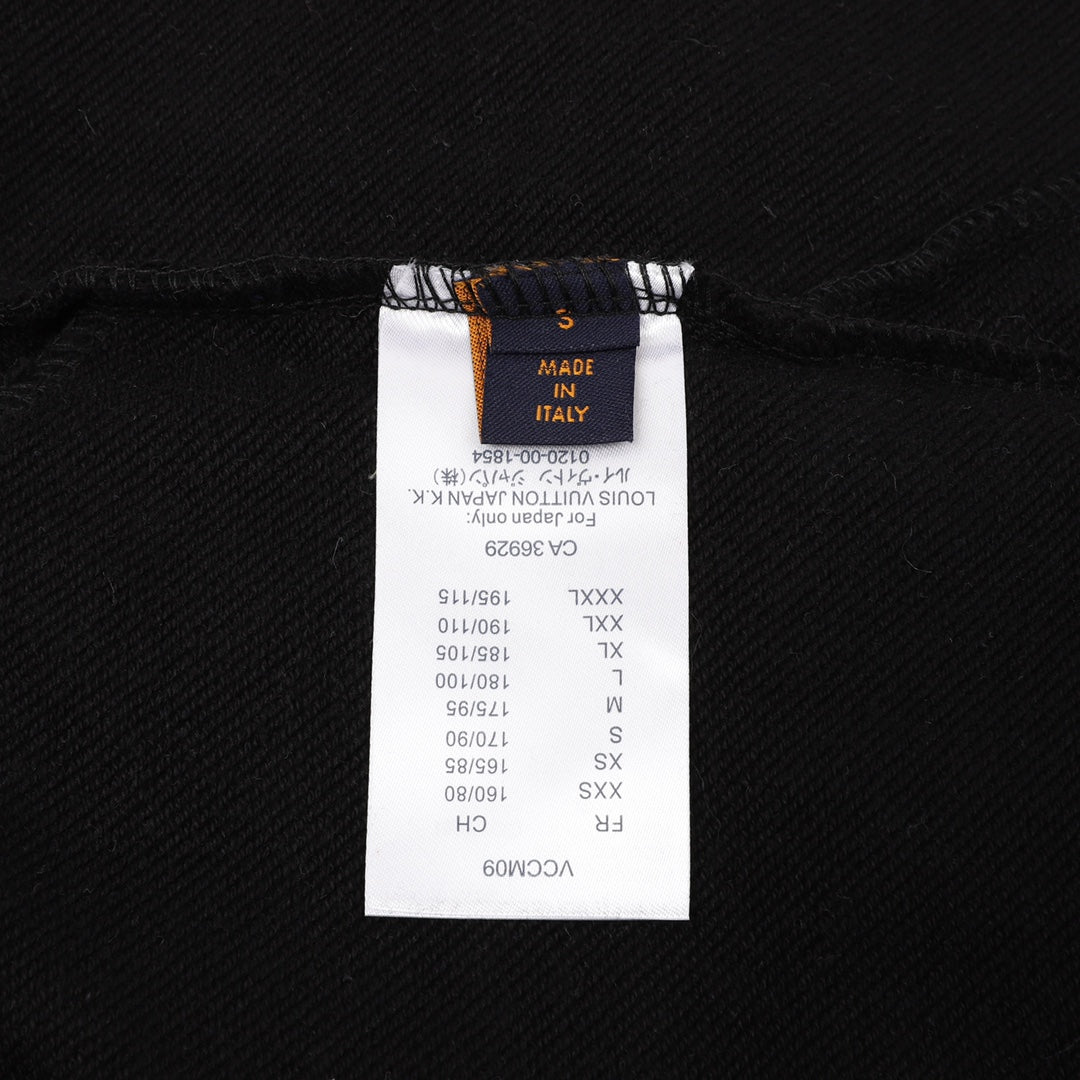 S
MADE
IN
ITALY
VCCM09
FR CH
XXS 160/80
XS 165/85
S 170/90
M 175/95
L 180/100
XL 185/105
XXL 190/110
XXXL 195/115
CA 36929
For Japan only:
LOUIS VUITTON JAPAN K.K.
ルイ・ヴィトン ジャパン(株)
0120-00-1854